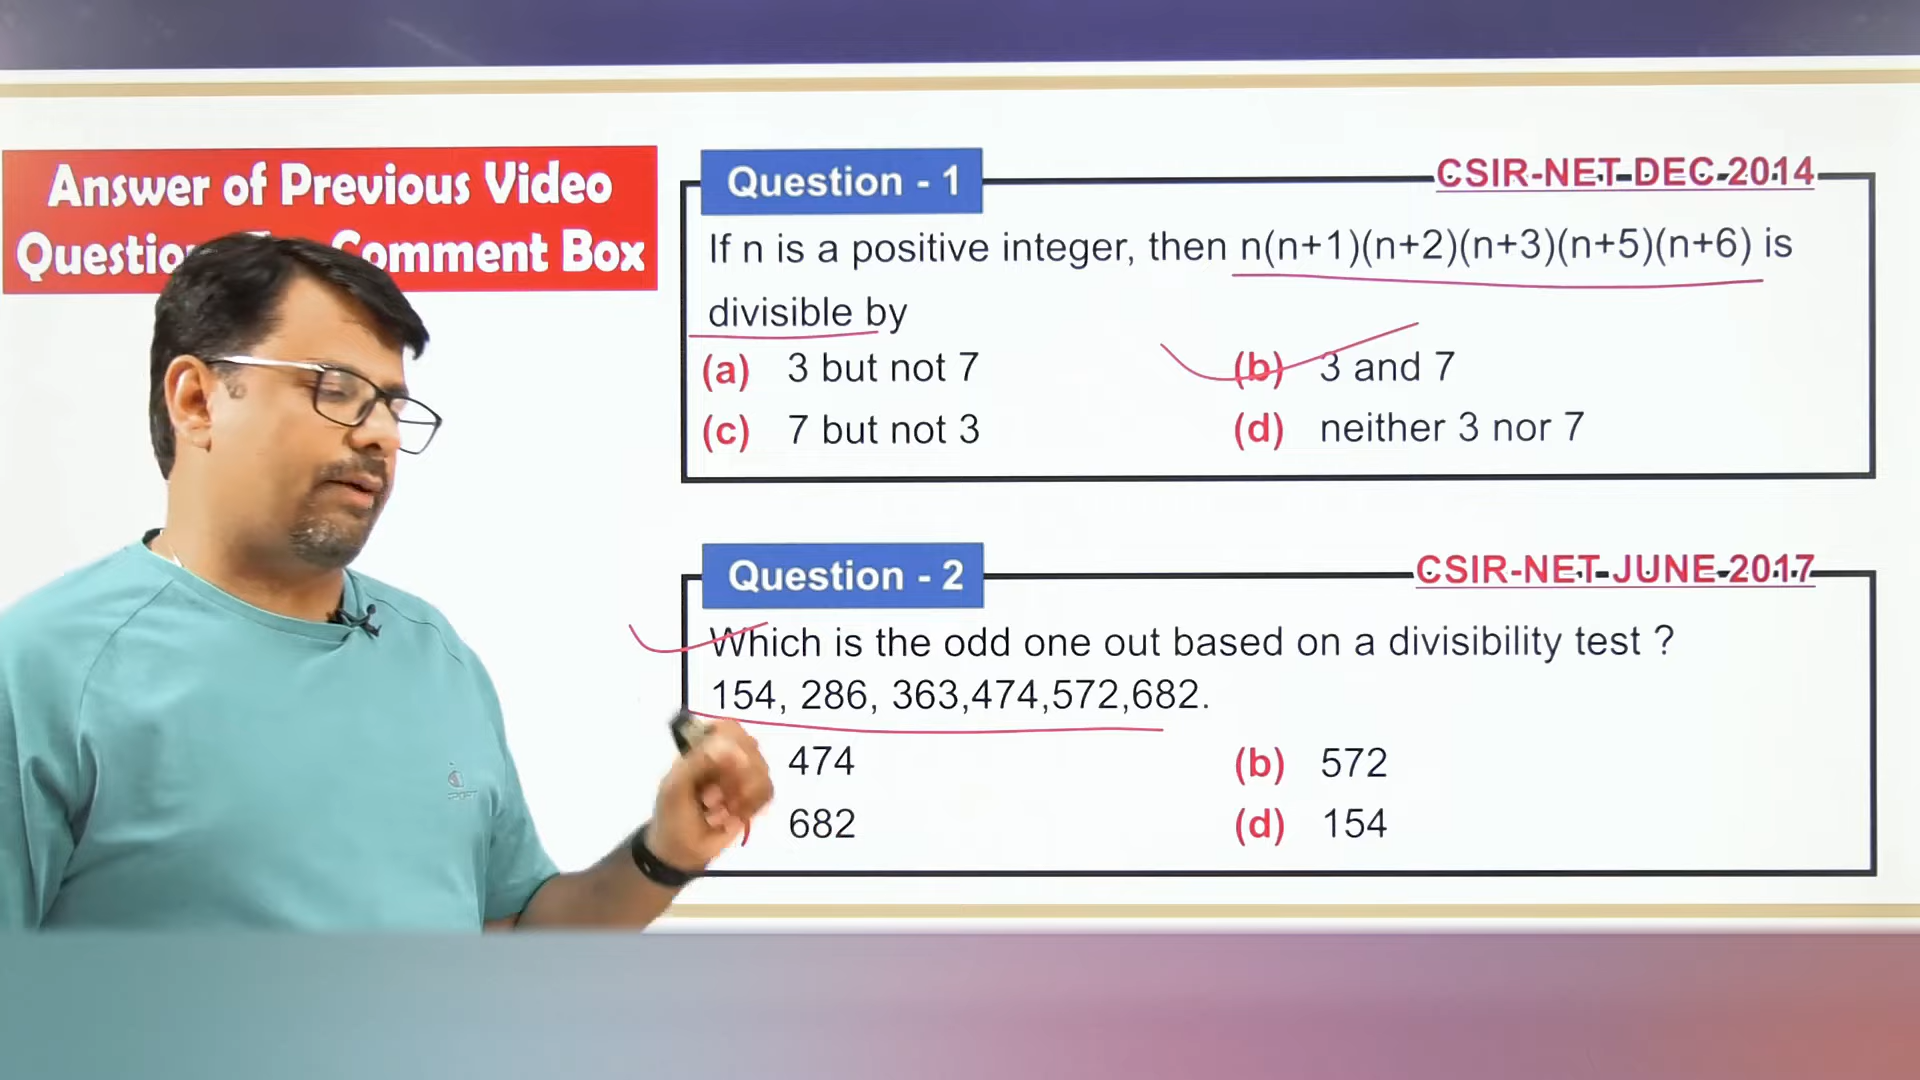 Answer of Previous Video
Comment Box
Question - 1
CSIR-NET-DEC-2014
If n is a positive integer, then n(n+1)(n+2)(n+3)(n+5)(n+6) is
divisible by
(a) 3 but not 7
(b) 3 and 7
(c) 7 but not 3
(d) neither 3 nor 7
Question - 2
CSIR-NET-JUNE-2017
Which is the odd one out based on a divisibility test ?
154, 286, 363,474,572,682.
474
(b) 572
682
(d) 154